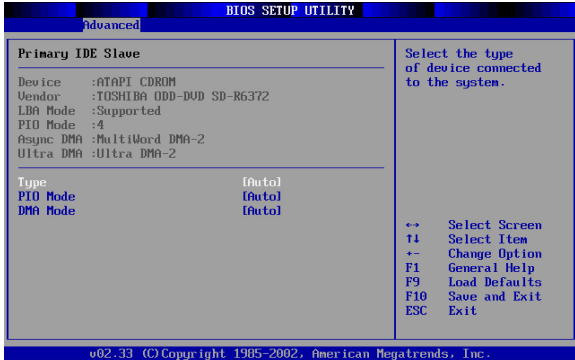 BIOS SETUP UTILITY
Advanced
Primary IDE Slave
Device :ATAPI CDROM
Vendor :TOSHIBA ODD-DVD SD-R6372
LBA Mode :Supported
PIO Mode :4
Async DMA :MultiWord DMA-2
Ultra DMA :Ultra DMA-2
Type [Auto]
PIO Mode [Auto]
DMA Mode [Auto]
Select the type
of device connected
to the system.
↔ Select Screen
↑↓ Select Item
+- Change Option
F1 General Help
F9 Load Defaults
F10 Save and Exit
ESC Exit
v02.33 (C)Copyright 1985-2002, American Megatrends, Inc.